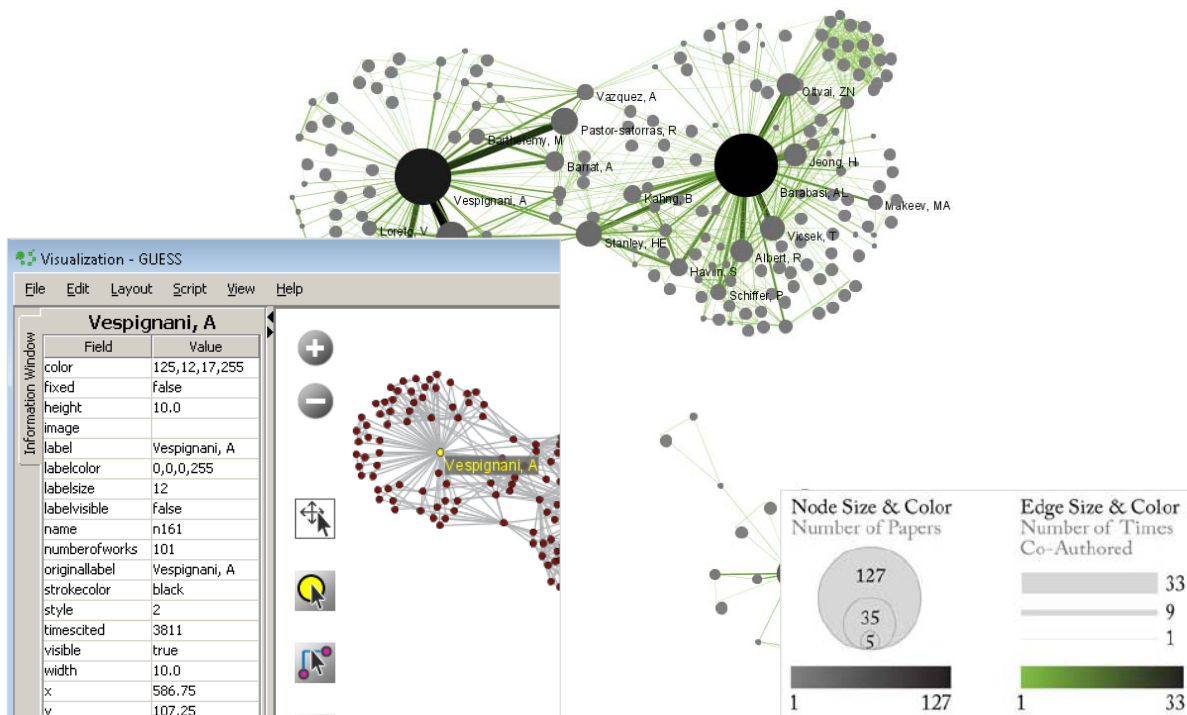 Ottvai, ZN
Vazquez, A
Pastor-satorras, R
Barthelemy, M
Barrat, A
Jeong, H
Vespignani, A
Kahng, B
Barabasi, AL
Makeev, MA
Loreto, V
Stanley, HE
Vicsek, T
Albert, R
Havlin, S
Schiffer, P
Visualization - GUESS
File Edit Layout Script View Help
Information Window
Vespignani, A
Field Value
color 125,12,17,255
fixed false
height 10.0
image
label Vespignani, A
labelcolor 0,0,0,255
labelsize 12
labelvisible false
name n161
numberofworks 101
originallabel Vespignani, A
strokecolor black
style 2
timescited 3811
visible true
width 10.0
x 586.75
y 107.25
Vespignani, A
Node Size & Color
Number of Papers
127
35
5
1 127
Edge Size & Color
Number of Times
Co-Authored
33
9
1
1 33